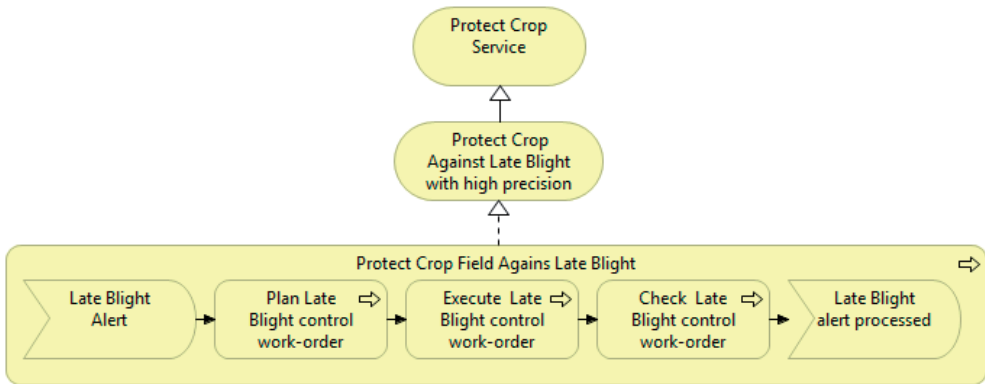 Protect Crop
Service
Protect Crop
Against Late Blight
with high precision
Protect Crop Field Agains Late Blight
Late Blight
Alert
Plan Late
Blight control
work-order
Execute Late
Blight control
work-order
Check Late
Blight control
work-order
Late Blight
alert processed